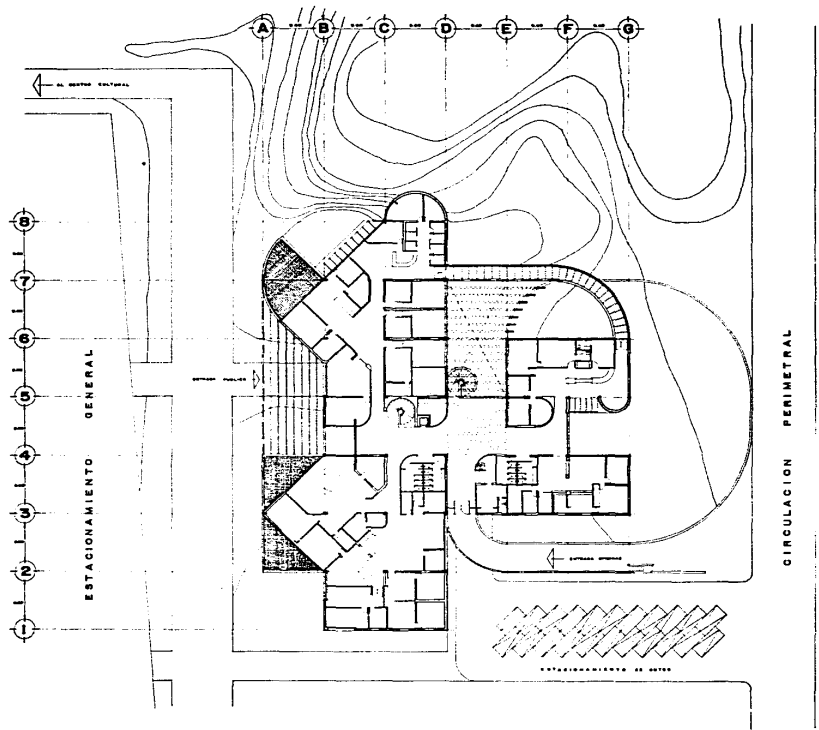 A B C D E F G
AL CENTRO CULTURAL
8
7
6
5
4
3
2
1
ESTACIONAMIENTO GENERAL
ENTRADA PUBLICO
CIRCULACION PERIMETRAL
ENTRADA
ESTACIONAMIENTO DE AUTOS